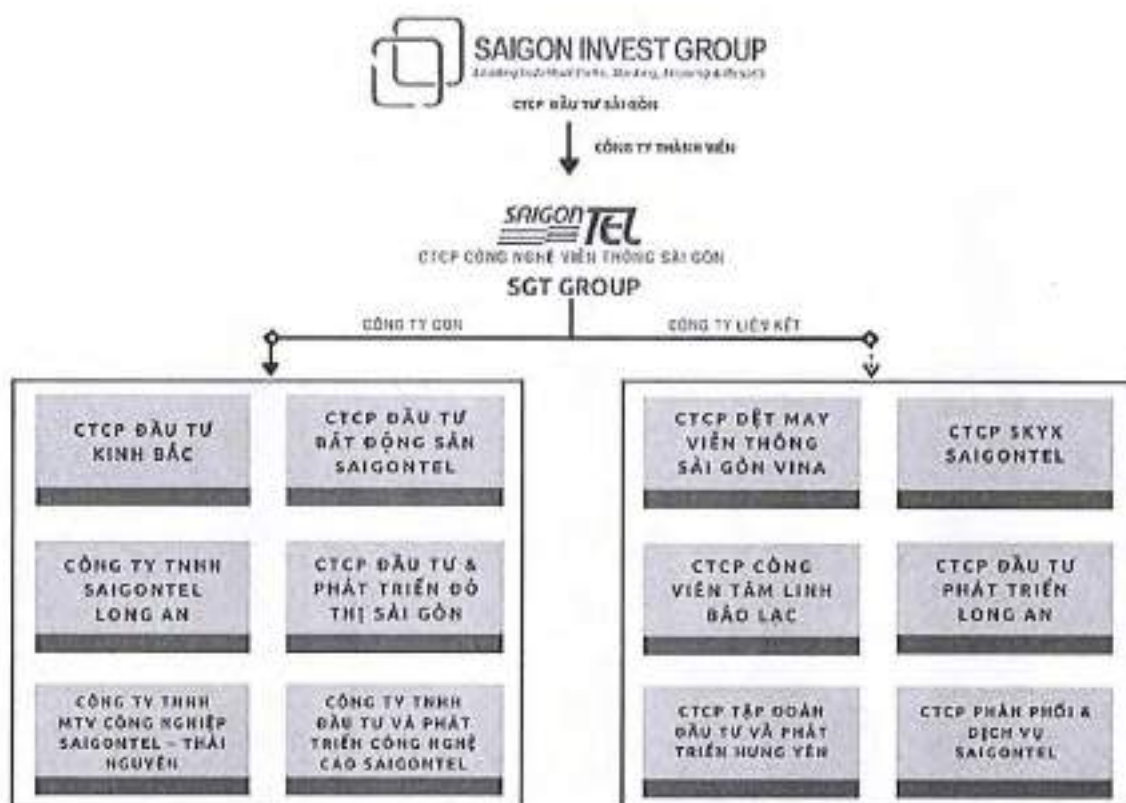 SAIGON INVEST GROUP
CTCP ĐẦU TƯ SÀI GÒN
CÔNG TY THÀNH VIÊN
SAIGON TEL
CTCP CÔNG NGHỆ VIỄN THÔNG SÀI GÒN
SGT GROUP
CÔNG TY CON
CÔNG TY LIÊN KẾT
CTCP ĐẦU TƯ
KINH BẮC
CTCP ĐẦU TƯ
BẤT ĐỘNG SẢN
SAIGONTEL
CTCP DỆT MAY
VIỄN THÔNG
SÀI GÒN VINA
CTCP SKYX
SAIGONTEL
CÔNG TY TNHH
SAIGONTEL
LONG AN
CTCP ĐẦU TƯ &
PHÁT TRIỂN ĐÔ
THỊ SÀI GÒN
CTCP CÔNG
VIÊN TÂM LINH
BẢO LẠC
CTCP ĐẦU TƯ
PHÁT TRIỂN
LONG AN
CÔNG TY TNHH
MTV CÔNG NGHIỆP
SAIGONTEL - THÁI
NGUYÊN
CÔNG TY TNHH
ĐẦU TƯ VÀ PHÁT
TRIỂN CÔNG NGHỆ
CAO SAIGONTEL
CTCP TẬP ĐOÀN
ĐẦU TƯ VÀ PHÁT
TRIỂN HƯNG YÊN
CTCP PHÂN PHỐI &
DỊCH VỤ
SAIGONTEL